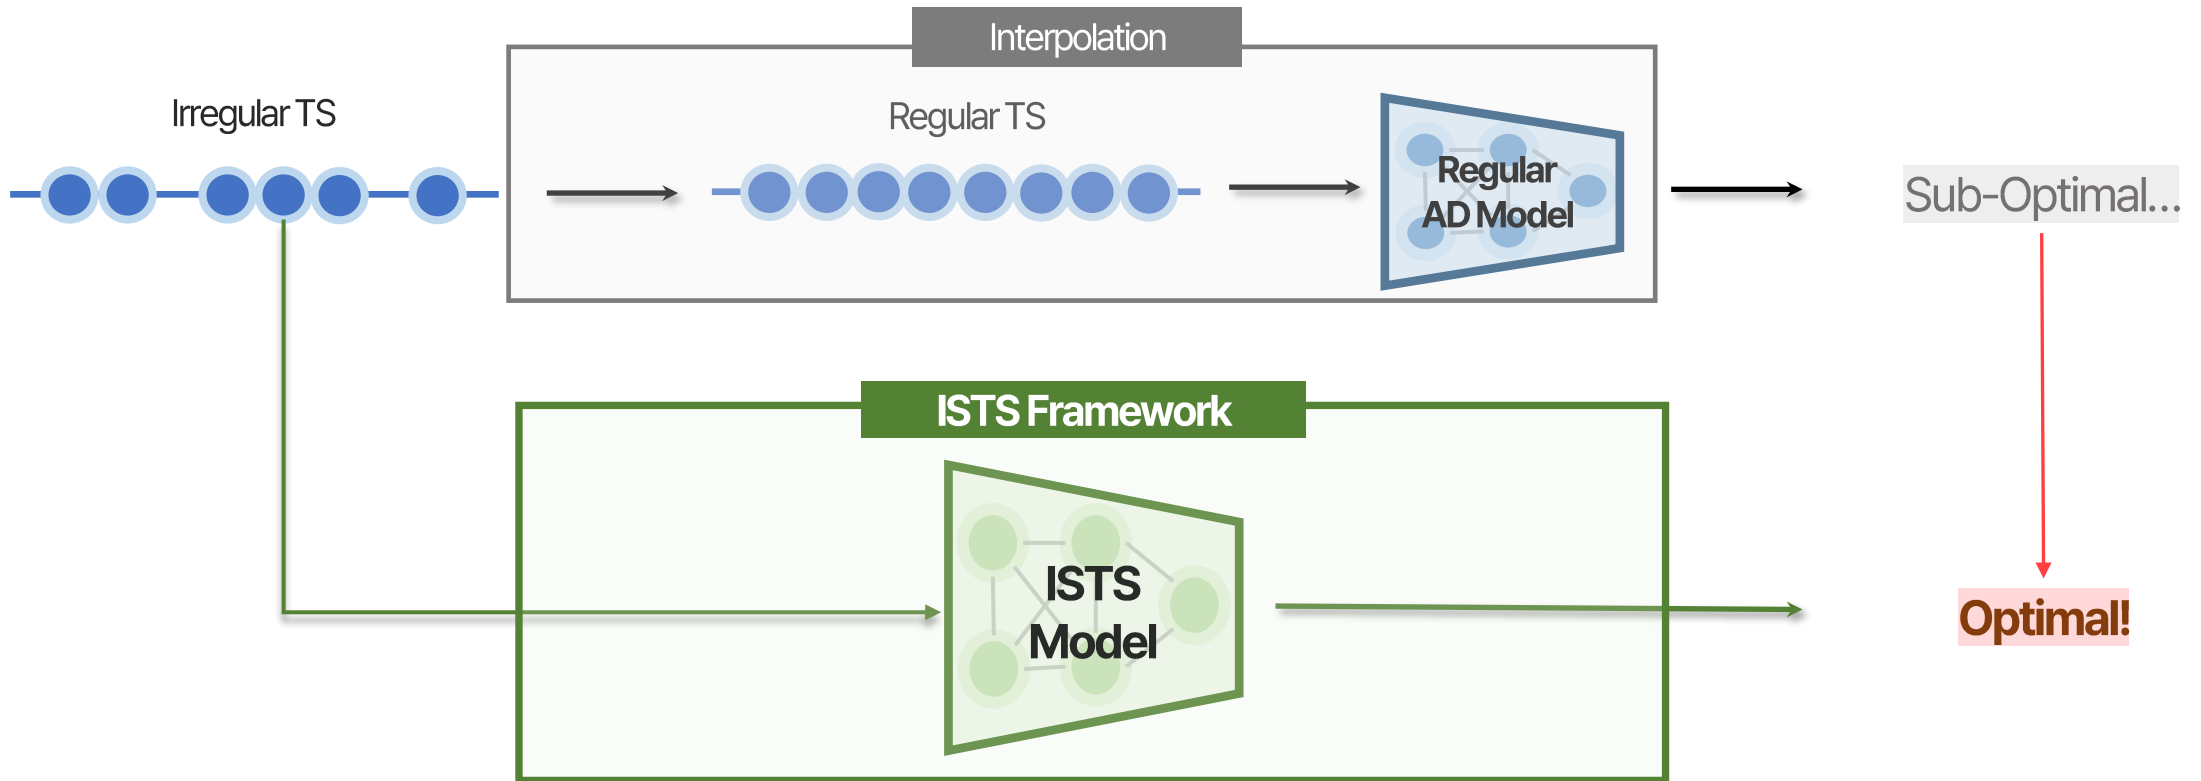 Interpolation
Irregular TS
Regular TS
Regular
AD Model
Sub-Optimal...
ISTS Framework
ISTS
Model
Optimal!